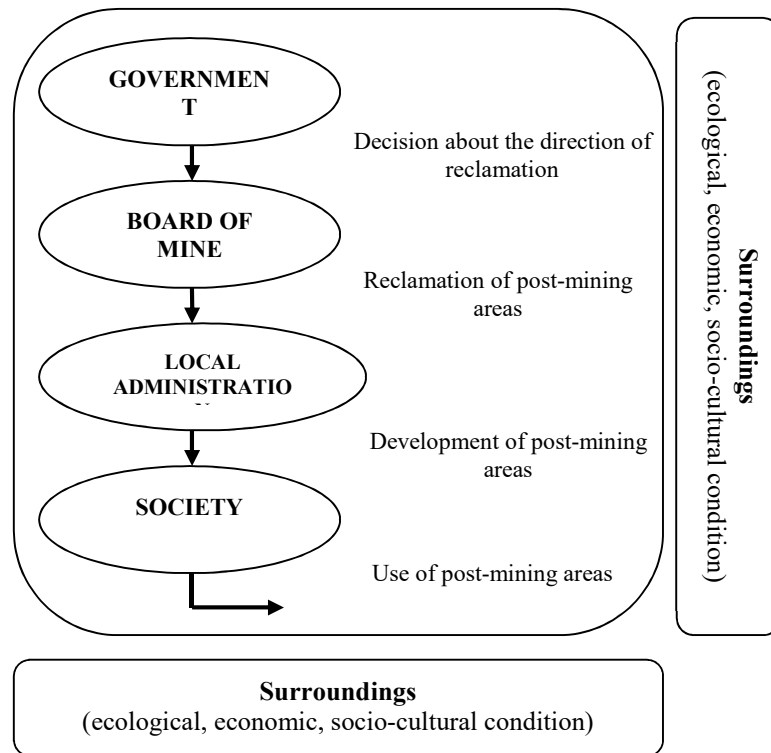 GOVERNMEN
T
Decision about the direction of
reclamation
BOARD OF
MINE
Reclamation of post-mining
areas
LOCAL
ADMINISTRATIO
Development of post-mining
areas
SOCIETY
Use of post-mining areas
Surroundings
(ecological, economic, socio-cultural condition)
Surroundings
(ecological, economic, socio-cultural condition)